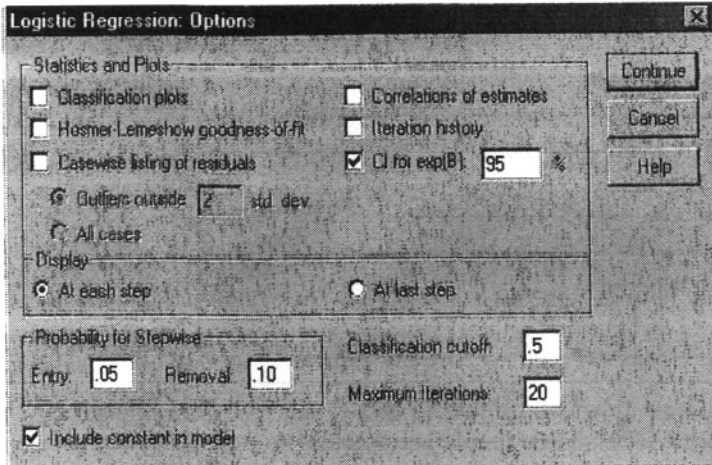 Logistic Regression: Options
Statistics and Plots
Classification plots
Correlations of estimates
Hosmer-Lemeshow goodness-of-fit
Iteration history
Casewise listing of residuals
CI for exp(B): 95 %
Outliers outside 2 std. dev.
All cases
Display
At each step
At last step
Probability for Stepwise
Entry: .05 Removal: .10
Classification cutoff: .5
Maximum Iterations: 20
Include constant in model
Continue
Cancel
Help